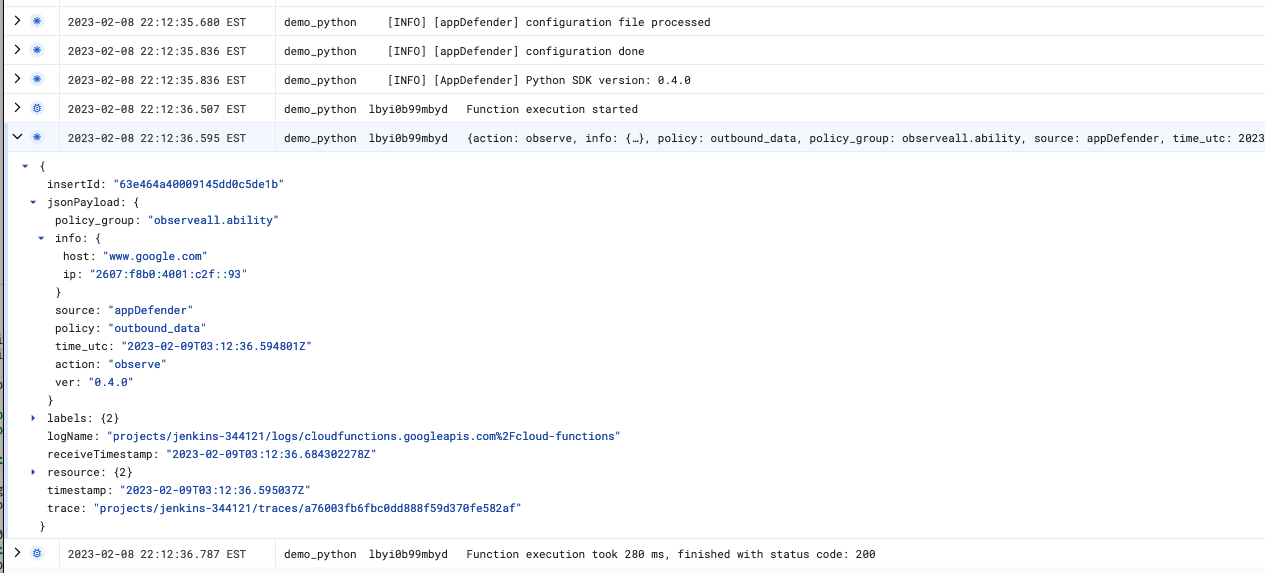 2023-02-08 22:12:35.680 EST demo_python [INFO] [appDefender] configuration file processed
2023-02-08 22:12:35.836 EST demo_python [INFO] [appDefender] configuration done
2023-02-08 22:12:35.836 EST demo_python [INFO] [AppDefender] Python SDK version: 0.4.0
2023-02-08 22:12:36.507 EST demo_python lbyi0b99mbyd Function execution started
2023-02-08 22:12:36.595 EST demo_python lbyi0b99mbyd {action: observe, info: {…}, policy: outbound_data, policy_group: observeall.ability, source: appDefender, time_utc: 2023
{
insertId: "63e464a40009145dd0c5de1b"
jsonPayload: {
policy_group: "observeall.ability"
info: {
host: "www.google.com"
ip: "2607:f8b0:4001:c2f::93"
}
source: "appDefender"
policy: "outbound_data"
time_utc: "2023-02-09T03:12:36.594801Z"
action: "observe"
ver: "0.4.0"
}
labels: {2}
logName: "projects/jenkins-344121/logs/cloudfunctions.googleapis.com%2Fcloud-functions"
receiveTimestamp: "2023-02-09T03:12:36.684302278Z"
resource: {2}
timestamp: "2023-02-09T03:12:36.595037Z"
trace: "projects/jenkins-344121/traces/a76003fb6fbc0dd888f59d370fe582af"
}
2023-02-08 22:12:36.787 EST demo_python lbyi0b99mbyd Function execution took 280 ms, finished with status code: 200